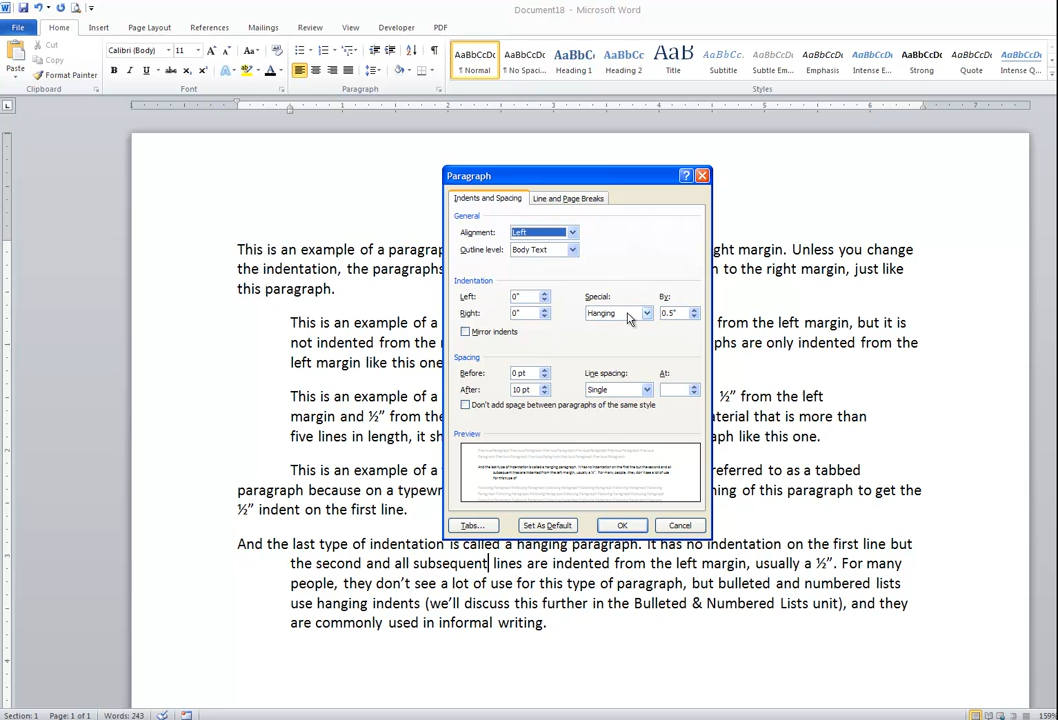 Document18 - Microsoft Word
File Home Insert Page Layout References Mailings Review View Developer PDF
Paste
Cut
Copy
Format Painter
Clipboard
Calibri (Body) 11
Font
Paragraph
AaBbCcDc AaBbCcDc AaBbC AaBbCc AaB AaBbCc. AaBbCcDc AaBbCcDc AaBbCcDc AaBbCcDc AaBbCcDc AaBbCcDc
¶ Normal ¶ No Spaci... Heading 1 Heading 2 Title Subtitle Subtle Em... Emphasis Intense E... Strong Quote Intense Q...
Styles
This is an example of a paragra
ght margin. Unless you change
the indentation, the paragraphs
n to the right margin, just like
this paragraph.
This is an example of a
from the left margin, but it is
not indented from the
phs are only indented from the
left margin like this one
This is an example of a
½" from the left
margin and ½" from the
aterial that is more than
five lines in length, it sh
aph like this one.
This is an example of a
referred to as a tabbed
paragraph because on a typewr
ning of this paragraph to get the
½" indent on the first line.
And the last type of indentation is called a hanging paragraph. It has no indentation on the first line but
the second and all subsequent lines are indented from the left margin, usually a ½". For many
people, they don't see a lot of use for this type of paragraph, but bulleted and numbered lists
use hanging indents (we'll discuss this further in the Bulleted & Numbered Lists unit), and they
are commonly used in informal writing.
Paragraph
Indents and Spacing Line and Page Breaks
General
Alignment: Left
Outline level: Body Text
Indentation
Left: 0" Special: By:
Right: 0" Hanging 0.5"
Mirror indents
Spacing
Before: 0 pt Line spacing: At:
After: 10 pt Single
Don't add space between paragraphs of the same style
Preview
Tabs... Set As Default OK Cancel
Section: 1 Page: 1 of 1 Words: 243 159%